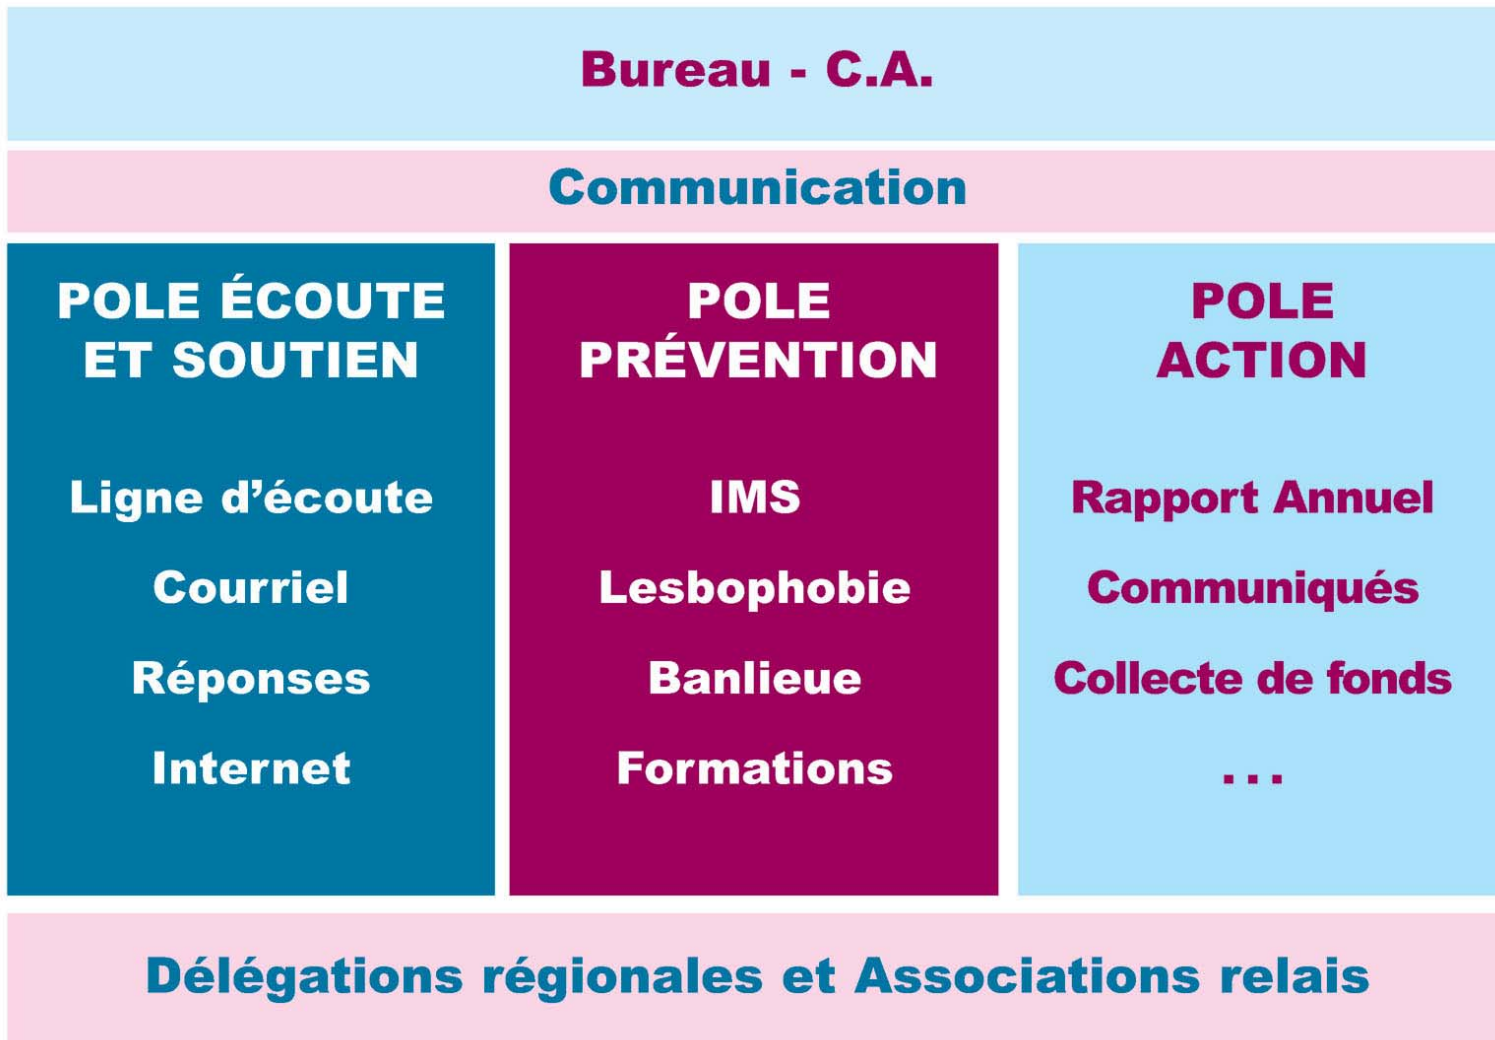 Bureau - C.A.
Communication
POLE ÉCOUTE
ET SOUTIEN
Ligne d’écoute
Courriel
Réponses
Internet
POLE
PRÉVENTION
IMS
Lesbophobie
Banlieue
Formations
POLE
ACTION
Rapport Annuel
Communiqués
Collecte de fonds
...
Délégations régionales et Associations relais